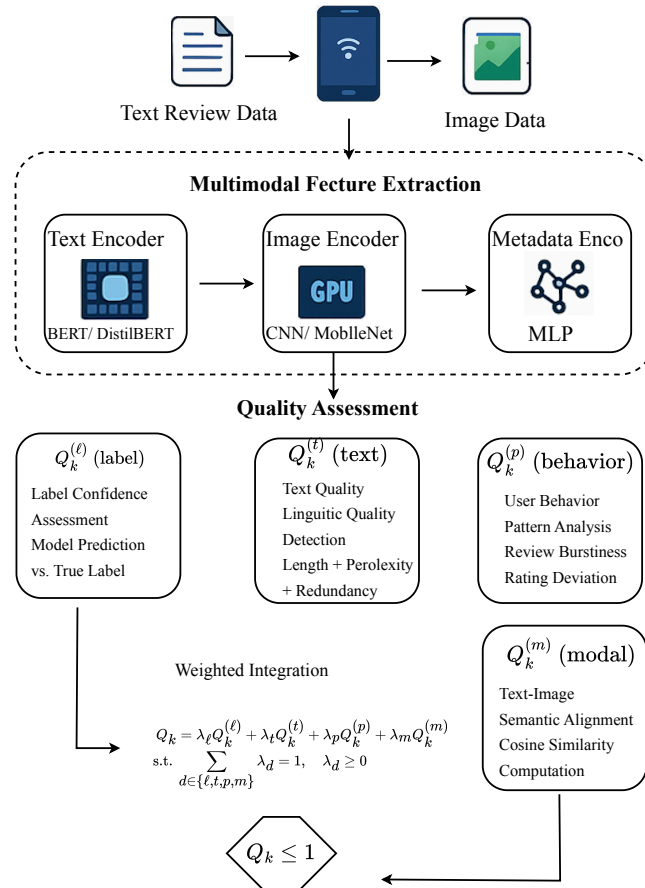 Text Review Data
Image Data
Multimodal Fecture Extraction
Text Encoder
BERT/ DistilBERT
Image Encoder
GPU
CNN/ MoblleNet
Metadata Enco
MLP
Quality Assessment
Q_k^{(ℓ)} (label)
Label Confidence
Assessment
Model Prediction
vs. True Label
Q_k^{(t)} (text)
Text Quality
Linguitic Quality
Detection
Length + Perolexity
+ Redundancy
Q_k^{(p)} (behavior)
User Behavior
Pattern Analysis
Review Burstiness
Rating Deviation
Q_k^{(m)} (modal)
Text-Image
Semantic Alignment
Cosine Similarity
Computation
Weighted Integration
Q_k = λ_ℓ Q_k^{(ℓ)} + λ_t Q_k^{(t)} + λ_p Q_k^{(p)} + λ_m Q_k^{(m)}
s.t. ∑_{d∈{ℓ,t,p,m}} λ_d = 1, λ_d ≥ 0
Q_k ≤ 1